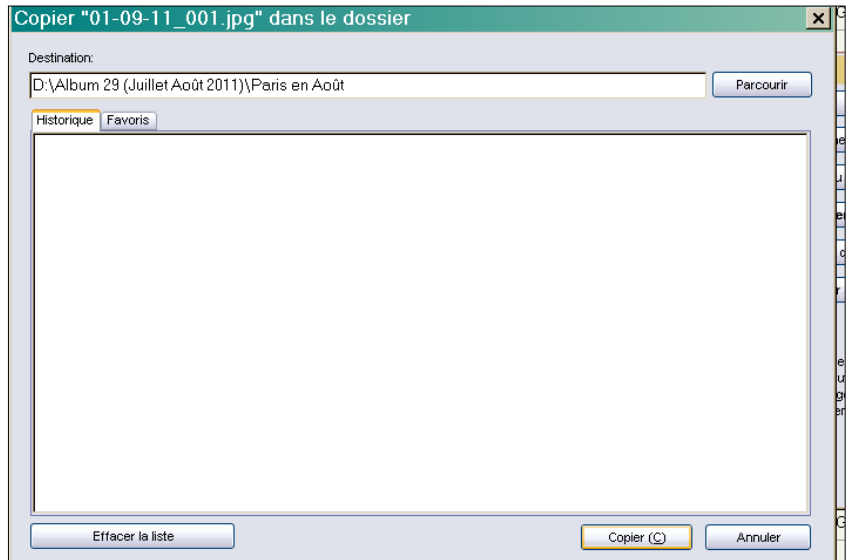 Copier "01-09-11_001.jpg" dans le dossier
Destination:
D:\Album 29 (Juillet Août 2011)\Paris en Août
Parcourir
Historique Favoris
Effacer la liste
Copier (C)
Annuler